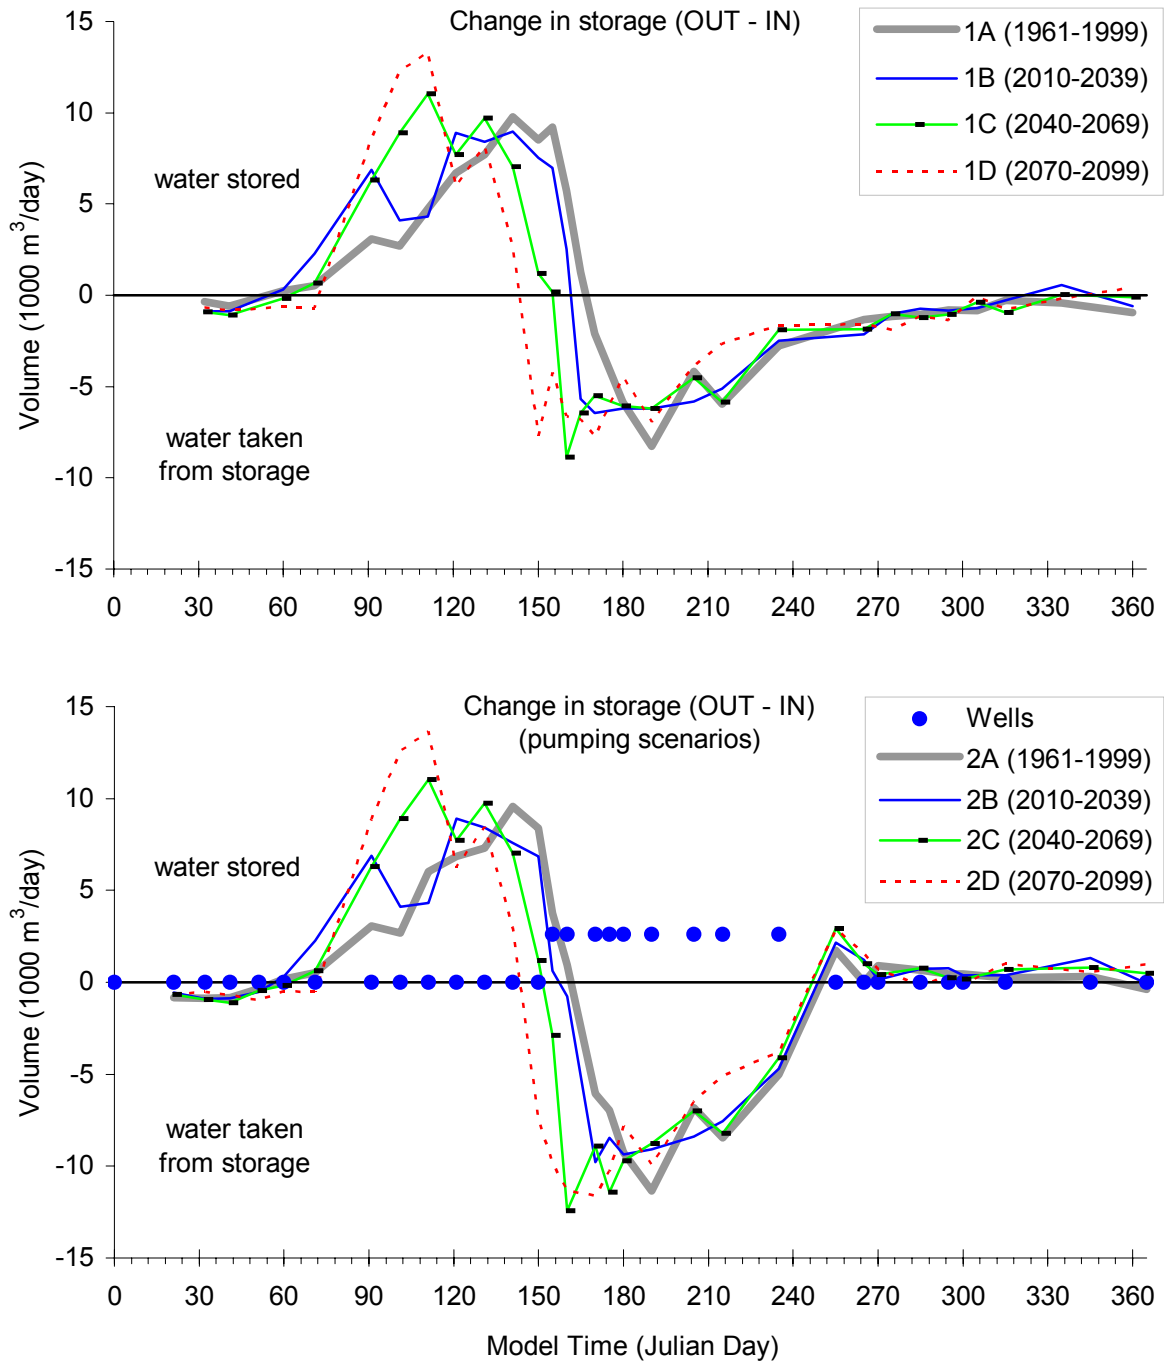 Change in storage (OUT - IN)
1A (1961-1999)
1B (2010-2039)
1C (2040-2069)
1D (2070-2099)
15
10
5
0
-5
-10
-15
Volume (1000 m³/day)
water stored
water taken
from storage
0 30 60 90 120 150 180 210 240 270 300 330 360
Change in storage (OUT - IN)
(pumping scenarios)
Wells
2A (1961-1999)
2B (2010-2039)
2C (2040-2069)
2D (2070-2099)
15
10
5
0
-5
-10
-15
Volume (1000 m³/day)
water stored
water taken
from storage
0 30 60 90 120 150 180 210 240 270 300 330 360
Model Time (Julian Day)